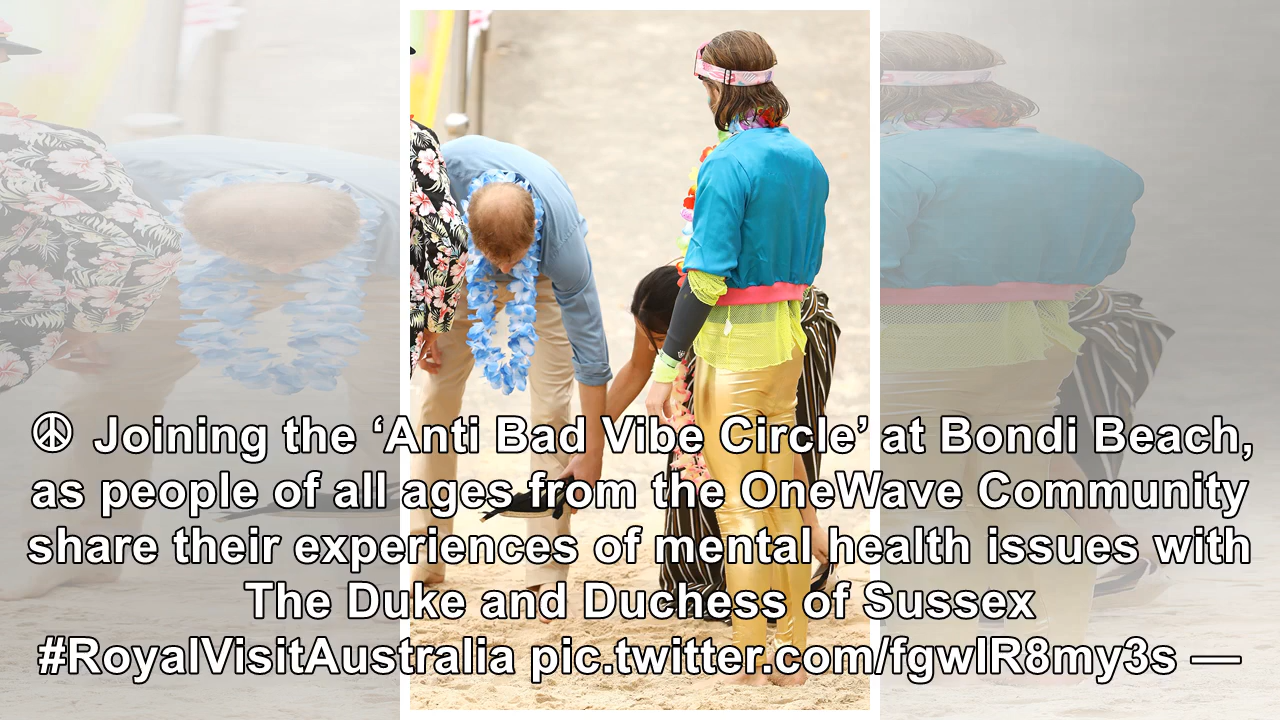 ☮ Joining the ‘Anti Bad Vibe Circle’ at Bondi Beach,
as people of all ages from the OneWave Community
share their experiences of mental health issues with
The Duke and Duchess of Sussex
#RoyalVisitAustralia pic.twitter.com/fgwlR8my3s —